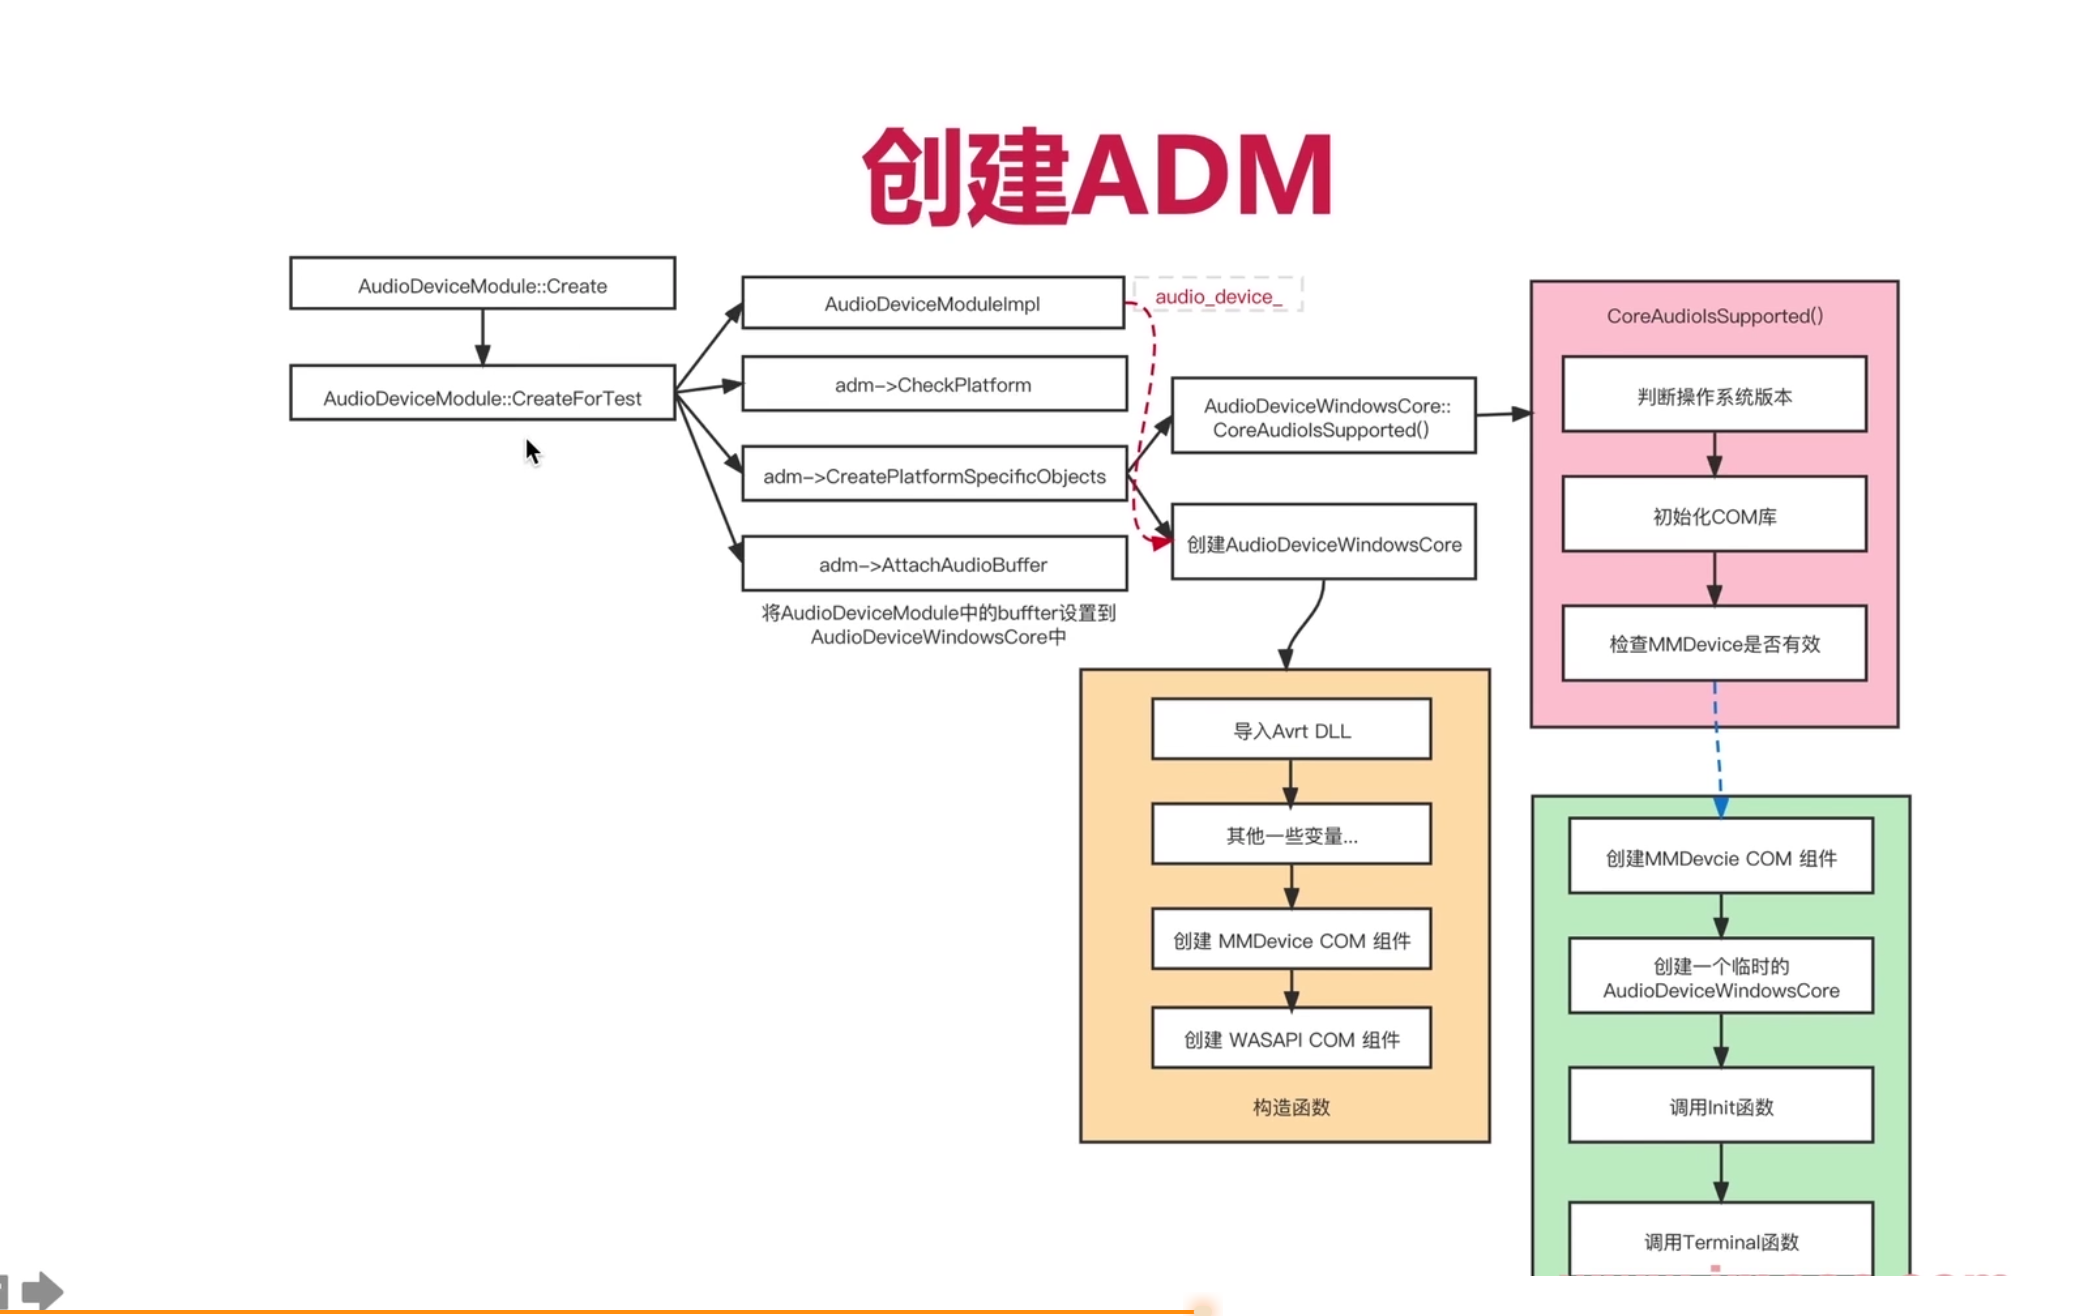 创建ADM
AudioDeviceModule::Create
AudioDeviceModule::CreateForTest
AudioDeviceModuleImpl
audio_device_
adm->CheckPlatform
adm->CreatePlatformSpecificObjects
adm->AttachAudioBuffer
将AudioDeviceModule中的buffter设置到
AudioDeviceWindowsCore中
AudioDeviceWindowsCore::
CoreAudioIsSupported()
创建AudioDeviceWindowsCore
导入Avrt DLL
其他一些变量...
创建 MMDevice COM 组件
创建 WASAPI COM 组件
构造函数
CoreAudioIsSupported()
判断操作系统版本
初始化COM库
检查MMDevice是否有效
创建MMDevcie COM 组件
创建一个临时的
AudioDeviceWindowsCore
调用Init函数
调用Terminal函数